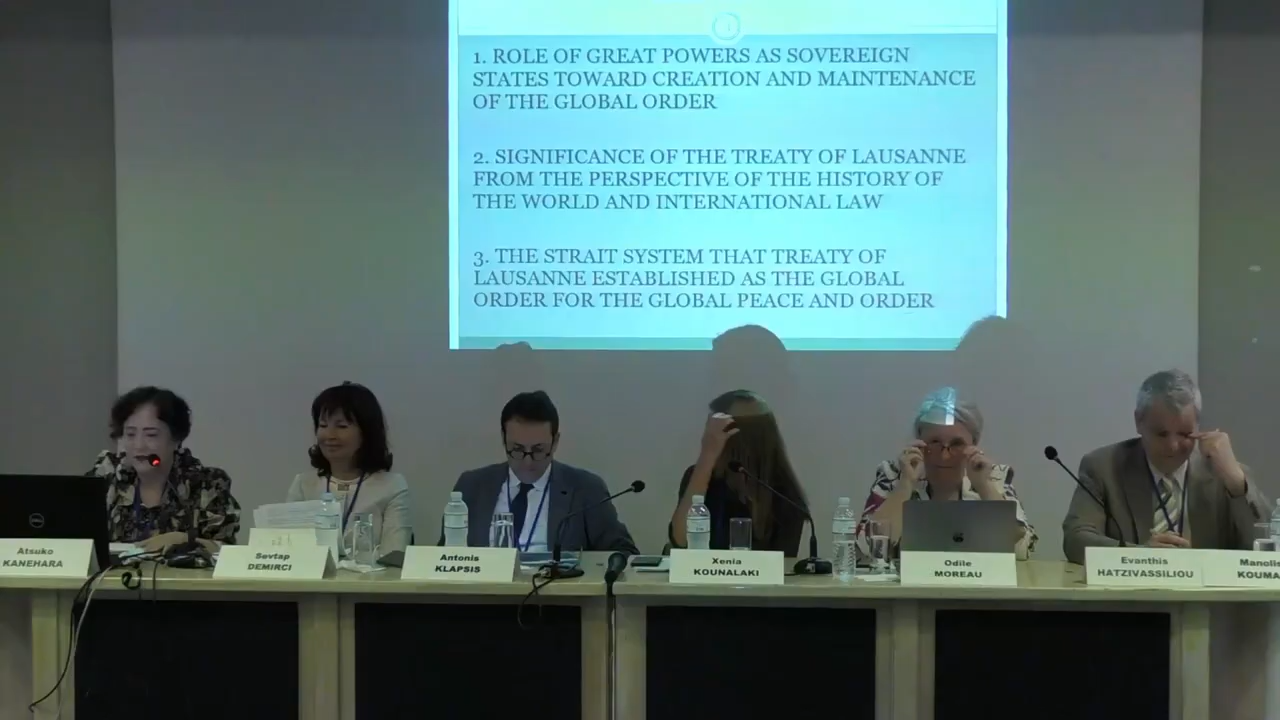 1
1. ROLE OF GREAT POWERS AS SOVEREIGN
STATES TOWARD CREATION AND MAINTENANCE
OF THE GLOBAL ORDER
2. SIGNIFICANCE OF THE TREATY OF LAUSANNE
FROM THE PERSPECTIVE OF THE HISTORY OF
THE WORLD AND INTERNATIONAL LAW
3. THE STRAIT SYSTEM THAT TREATY OF
LAUSANNE ESTABLISHED AS THE GLOBAL
ORDER FOR THE GLOBAL PEACE AND ORDER
DELL
Atsuko
KANEHARA
Sevtap
DEMIRCI
Antonis
KLAPSIS
Xenia
KOUNALAKI
Odile
MOREAU
Evanthis
HATZIVASSILIOU
Manolis
KOUMA